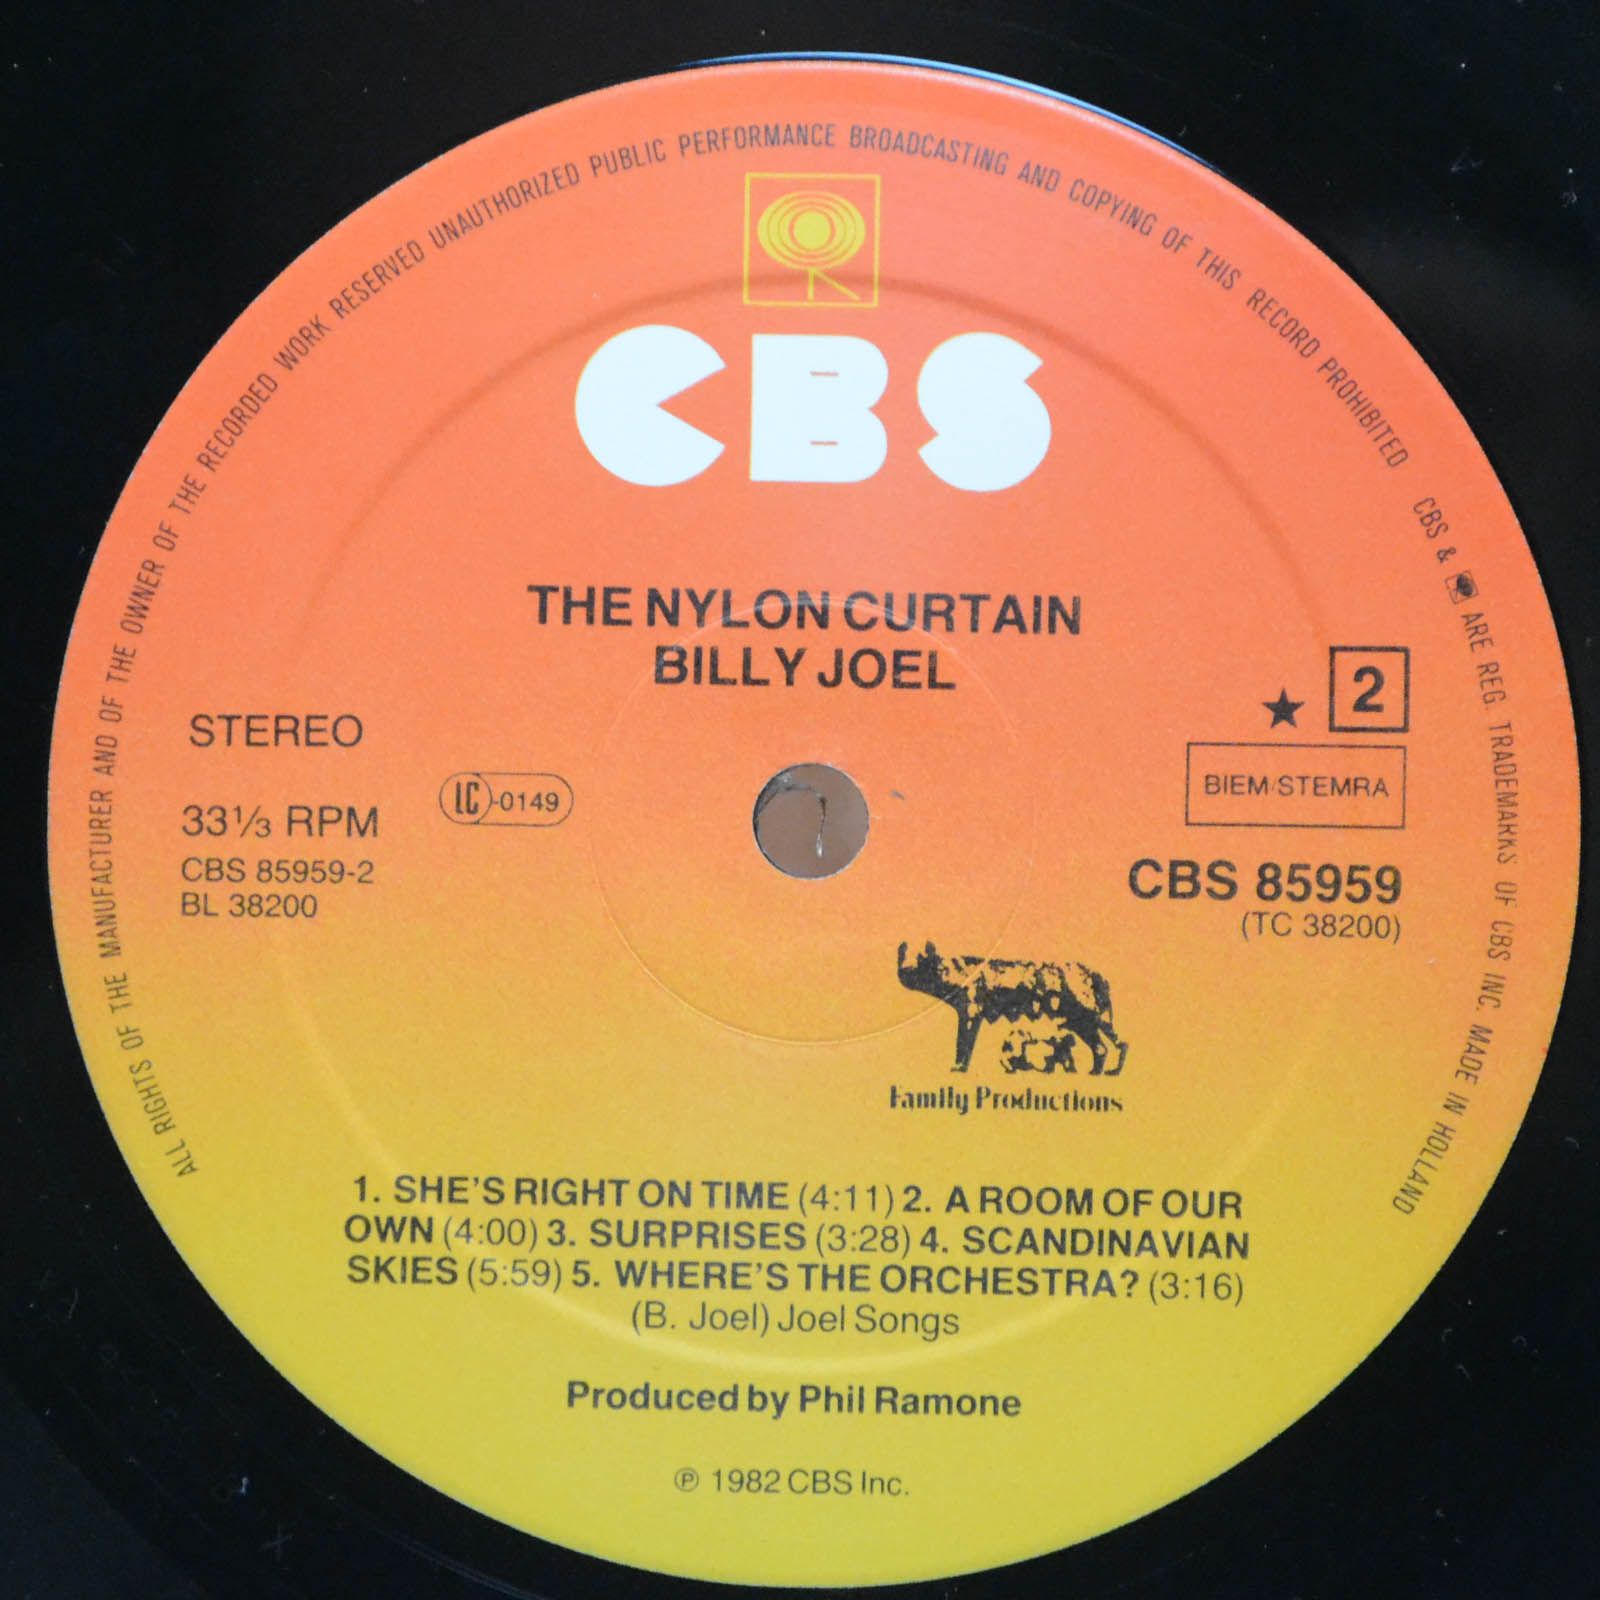 ALL RIGHTS OF THE MANUFACTURER AND OF THE OWNER OF THE RECORDED WORK RESERVED UNAUTHORIZED PUBLIC PERFORMANCE BROADCASTING AND COPYING OF THIS RECORD PROHIBITED CBS & ARE REG. TRADEMARKS OF CBS INC. MADE IN HOLLAND
CBS
THE NYLON CURTAIN
BILLY JOEL
STEREO
33⅓ RPM
CBS 85959-2
BL 38200
LC-0149
★ 2
BIEM/STEMRA
CBS 85959
(TC 38200)
Family Productions
1. SHE'S RIGHT ON TIME (4:11) 2. A ROOM OF OUR
OWN (4:00) 3. SURPRISES (3:28) 4. SCANDINAVIAN
SKIES (5:59) 5. WHERE'S THE ORCHESTRA? (3:16)
(B. Joel) Joel Songs
Produced by Phil Ramone
℗ 1982 CBS Inc.